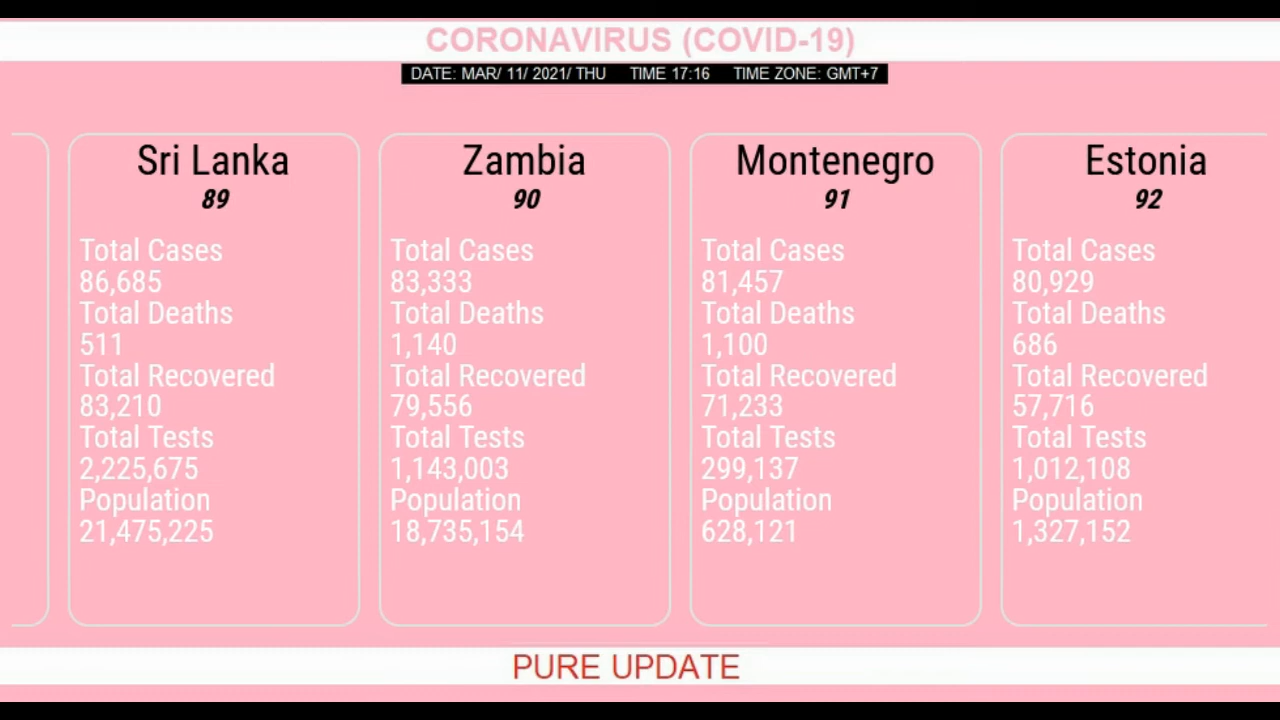 CORONAVIRUS (COVID-19)
DATE: MAR/ 11/ 2021/ THU TIME 17:16 TIME ZONE: GMT+7
Sri Lanka
89
Total Cases
86,685
Total Deaths
511
Total Recovered
83,210
Total Tests
2,225,675
Population
21,475,225
Zambia
90
Total Cases
83,333
Total Deaths
1,140
Total Recovered
79,556
Total Tests
1,143,003
Population
18,735,154
Montenegro
91
Total Cases
81,457
Total Deaths
1,100
Total Recovered
71,233
Total Tests
299,137
Population
628,121
Estonia
92
Total Cases
80,929
Total Deaths
686
Total Recovered
57,716
Total Tests
1,012,108
Population
1,327,152
PURE UPDATE